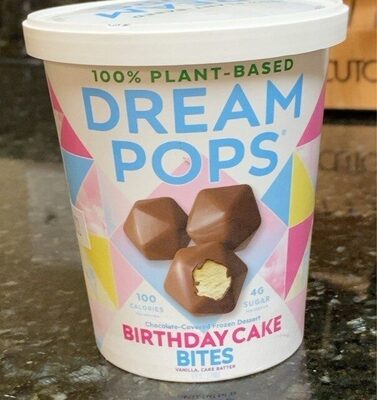 100% PLANT-BASED
DREAM
POPS®
100
CALORIES
4G
SUGAR
Chocolate-Covered Frozen Dessert
BIRTHDAY CAKE
BITES
VANILLA, CAKE BATTER
CUTCO